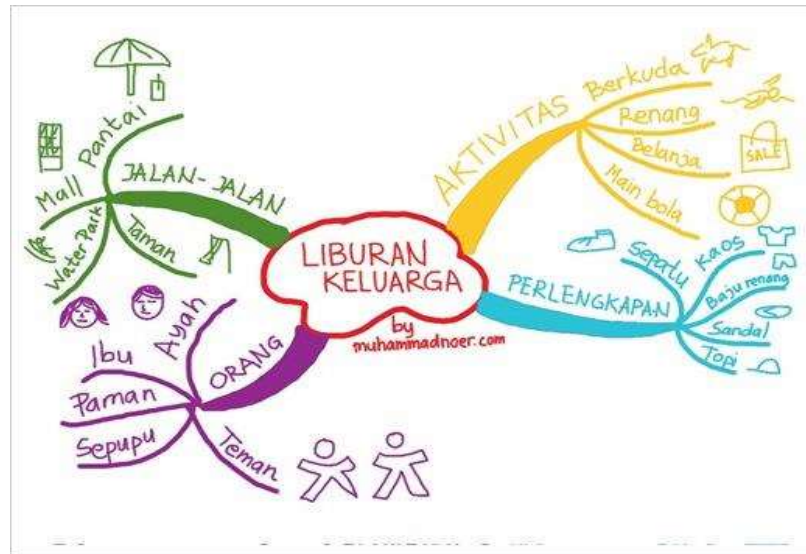 LIBURAN
KELUARGA
by
muhammadnoer.com
AKTIVITAS
Berkuda
Renang
Belanja
SALE
Main bola
PERLENGKAPAN
Sepatu
Kaos
Baju renang
Sandal
Topi
ORANG
Ayah
Ibu
Paman
Sepupu
Teman
JALAN-JALAN
Pantai
Mall
Water Park
Taman